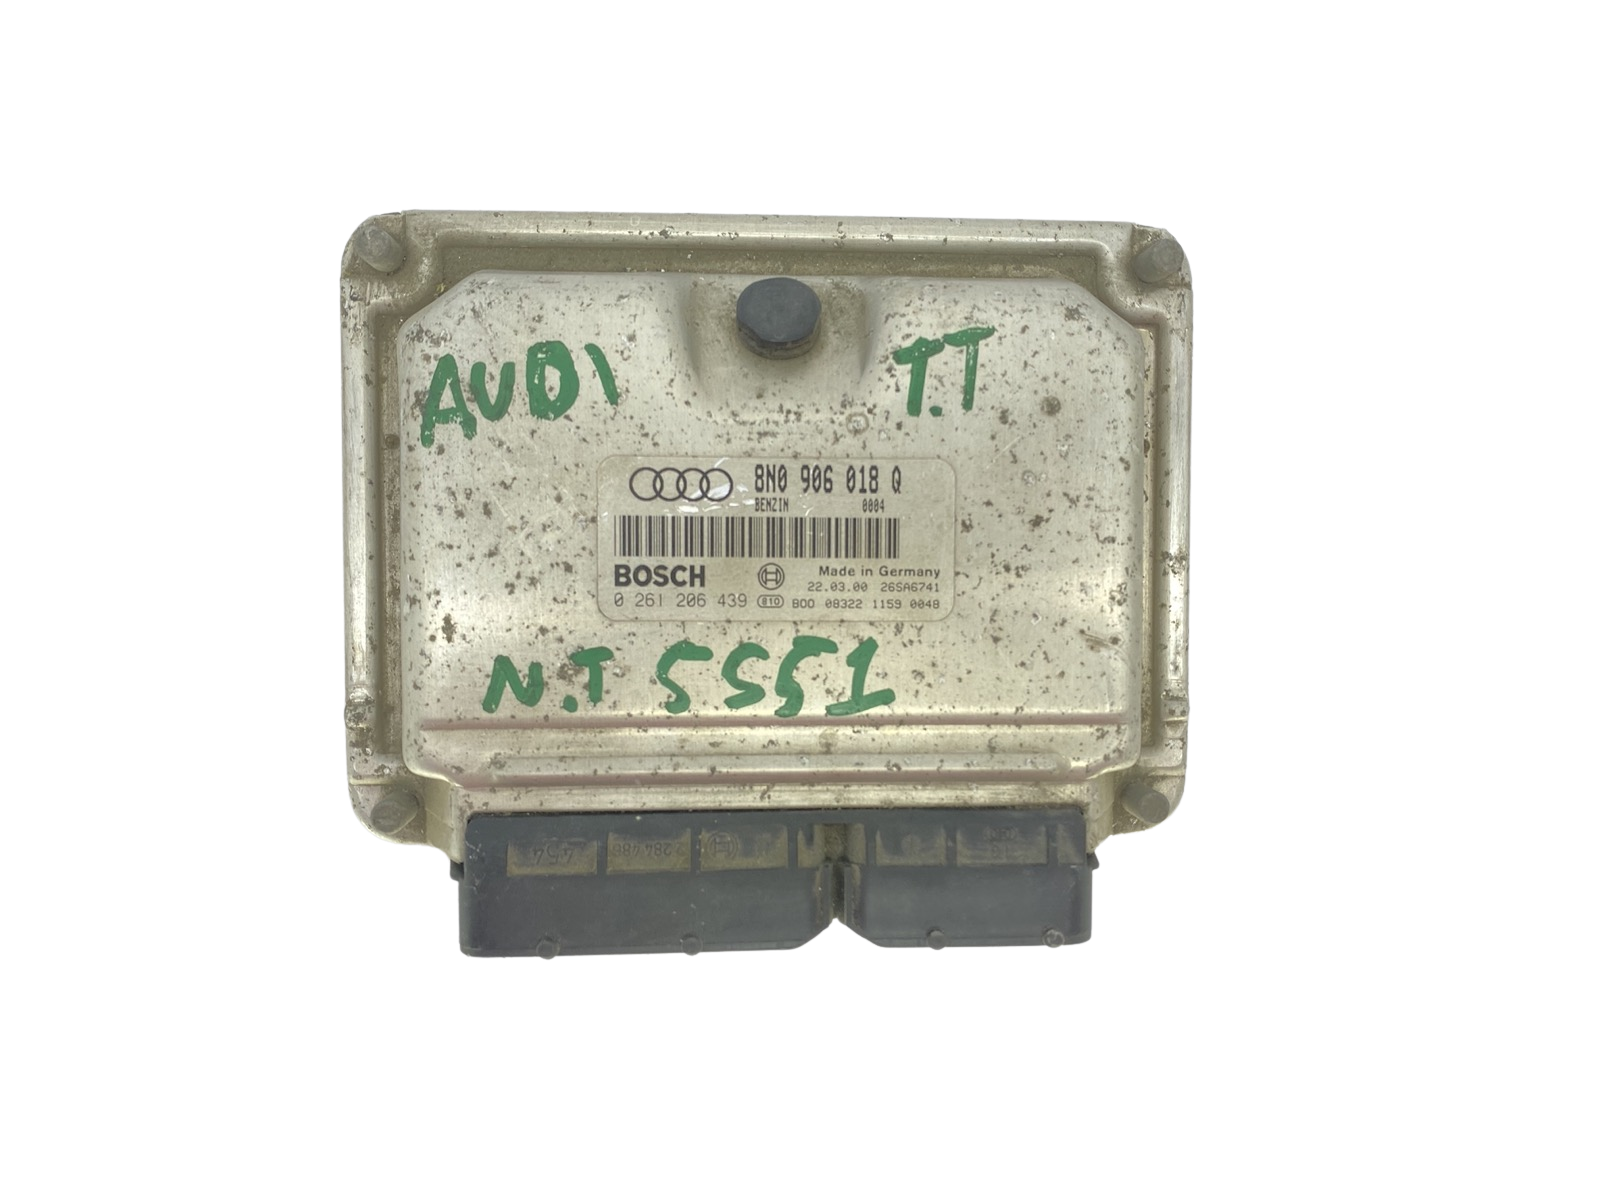 AUDI T.T
8N0 906 018 Q
BENZIN 0004
BOSCH Made in Germany
22.03.00 26SA6741
0 261 206 439 810 B00 08322 1159 0048
N.T 5551